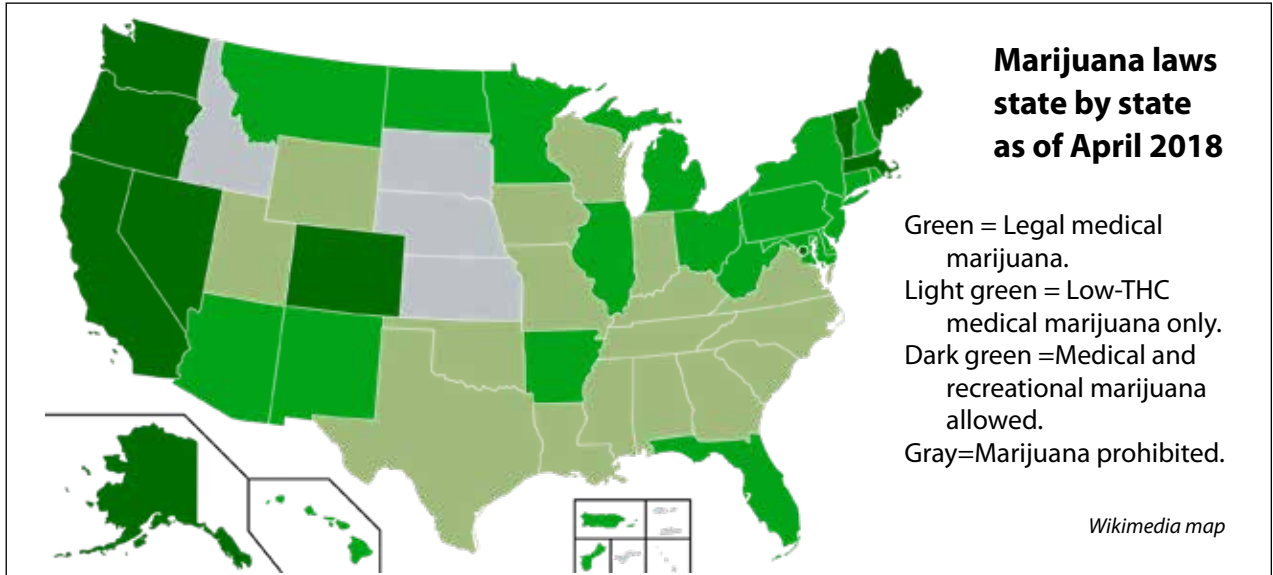 Marijuana laws
state by state
as of April 2018
Green = Legal medical
marijuana.
Light green = Low-THC
medical marijuana only.
Dark green =Medical and
recreational marijuana
allowed.
Gray=Marijuana prohibited.
Wikimedia map